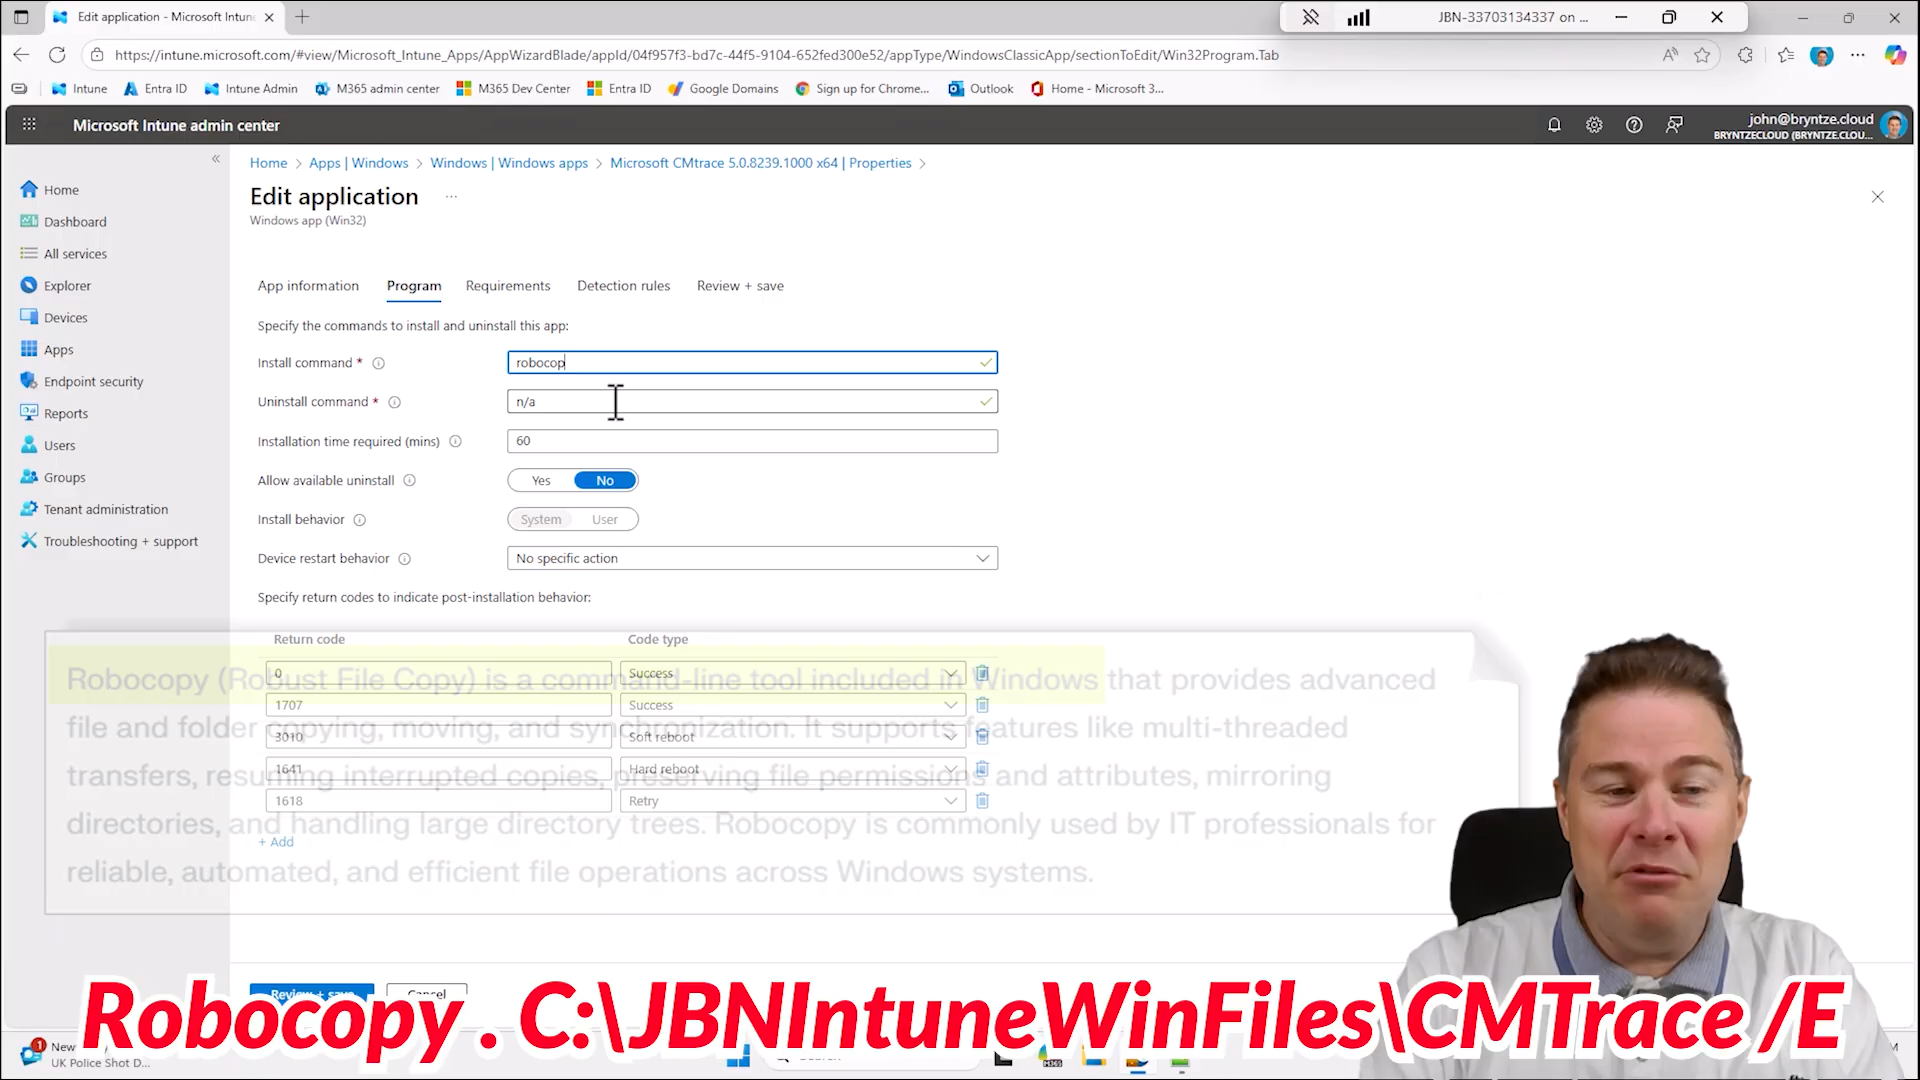 Edit application - Microsoft Intune
JBN-33703134337 on ...
https://intune.microsoft.com/#view/Microsoft_Intune_Apps/AppWizardBlade/appId/04f957f3-bd7c-44f5-9104-652fed300e52/appType/WindowsClassicApp/sectionToEdit/Win32Program.Tab
Intune Entra ID Intune Admin M365 admin center M365 Dev Center Entra ID Google Domains Sign up for Chrome... Outlook Home - Microsoft 3...
Microsoft Intune admin center
john@bryntze.cloud
BRYNTZECLOUD (BRYNTZE.CLOU...
Home > Apps | Windows > Windows | Windows apps > Microsoft CMtrace 5.0.8239.1000 x64 | Properties >
Edit application ...
Windows app (Win32)
Home
Dashboard
All services
Explorer
Devices
Apps
Endpoint security
Reports
Users
Groups
Tenant administration
Troubleshooting + support
App information Program Requirements Detection rules Review + save
Specify the commands to install and uninstall this app:
Install command * robocop
Uninstall command * n/a
Installation time required (mins) 60
Allow available uninstall Yes No
Install behavior System User
Device restart behavior No specific action
Specify return codes to indicate post-installation behavior:
Return code Code type
0 Success
1707 Success
3010 Soft reboot
1641 Hard reboot
1618 Retry
+ Add
Robocopy (Robust File Copy) is a command-line tool included in Windows that provides advanced
file and folder copying, moving, and synchronization. It supports features like multi-threaded
transfers, resuming interrupted copies, preserving file permissions and attributes, mirroring
directories, and handling large directory trees. Robocopy is commonly used by IT professionals for
reliable, automated, and efficient file operations across Windows systems.
Review + save Cancel
Robocopy . C:\JBNIntuneWinFiles\CMTrace /E
1
New
UK Police Shot D...